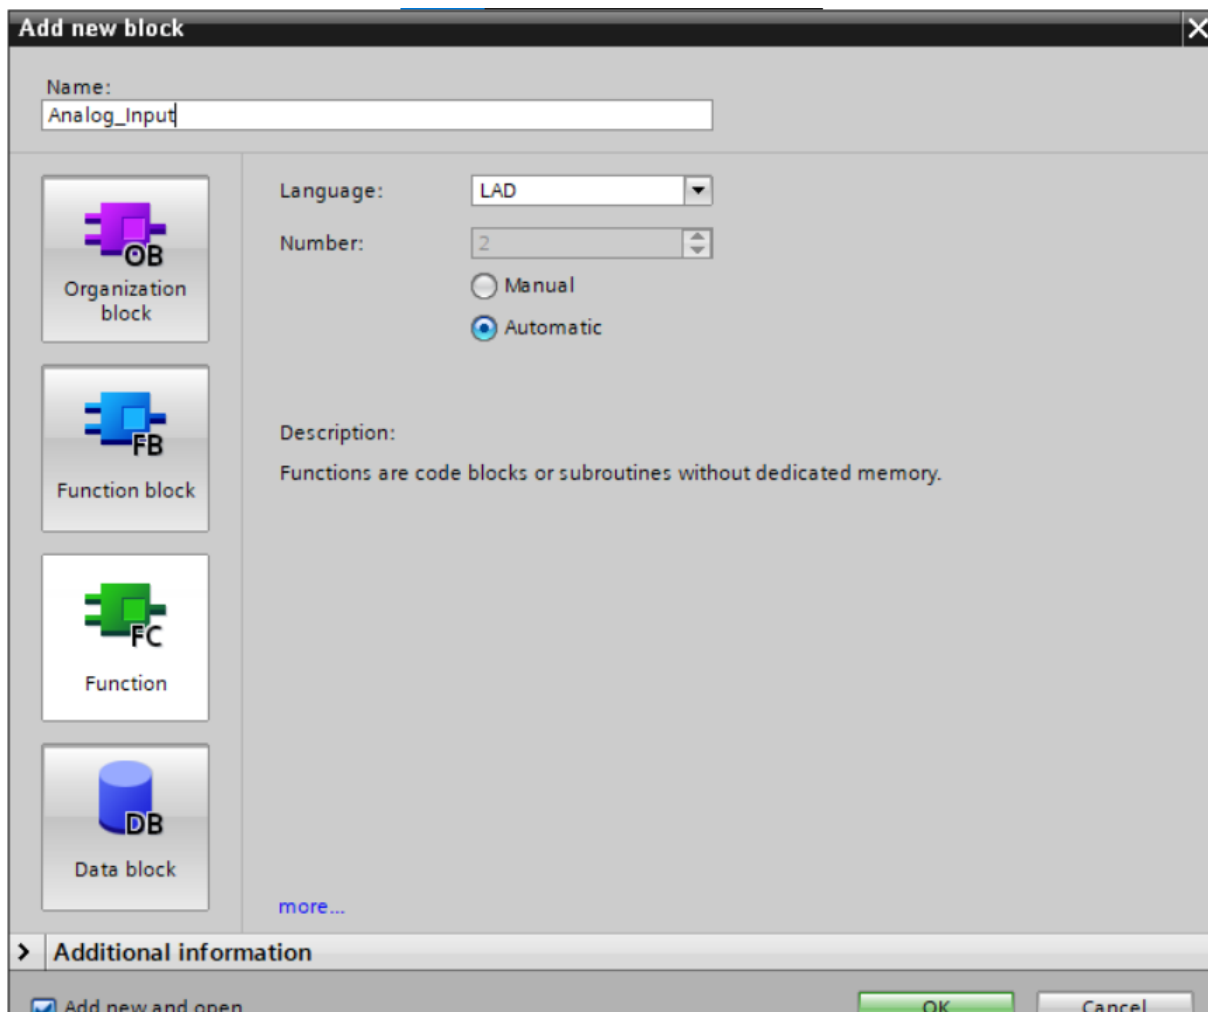 Add new block
Name:
Analog_Input
OB
Organization
block
FB
Function block
FC
Function
DB
Data block
Language:
LAD
Number:
2
Manual
Automatic
Description:
Functions are code blocks or subroutines without dedicated memory.
more...
Additional information
Add new and open
OK
Cancel